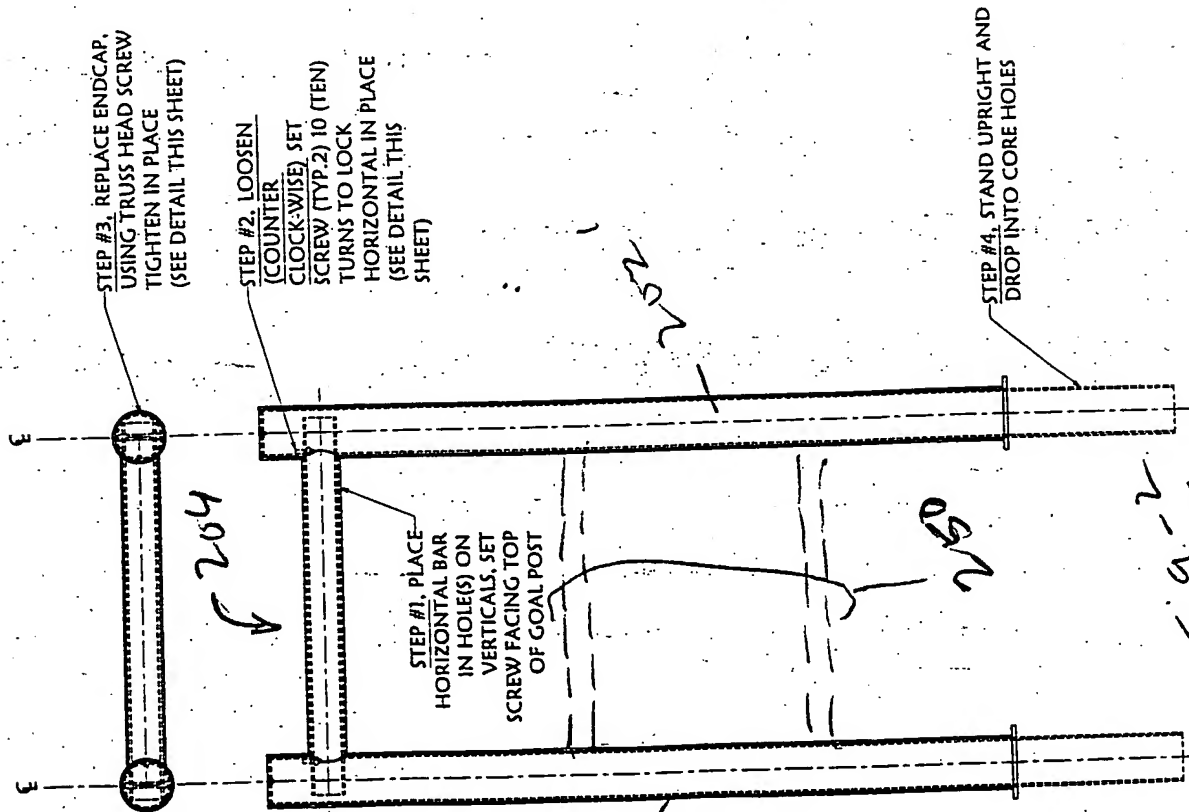 STEP #3, REPLACE ENDCAP,
USING TRUSS HEAD SCREW
TIGHTEN IN PLACE
(SEE DETAIL THIS SHEET)
STEP #2, LOOSEN
(COUNTER
CLOCK-WISE) SET
SCREW (TYP.2) 10 (TEN)
TURNS TO LOCK
HORIZONTAL IN PLACE
(SEE DETAIL THIS
SHEET)
3
3
204
STEP #1, PLACE
HORIZONTAL BAR
IN HOLE(S) ON
VERTICALS, SET
SCREW FACING TOP
OF GOAL POST
202
250
STEP #4, STAND UPRIGHT AND
DROP INTO CORE HOLES